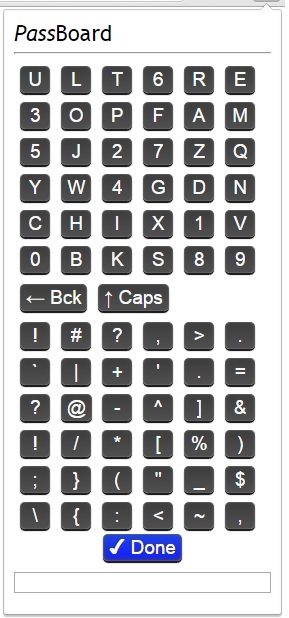 PassBoard
U L T 6 R E
3 O P F A M
5 J 2 7 Z Q
Y W 4 G D N
C H I X 1 V
0 B K S 8 9
← Bck ↑ Caps
! # ? , > .
` | + ' . =
? @ - ^ ] &
! / * [ % )
; } ( " _ $
\ { : < ~ ,
✓ Done